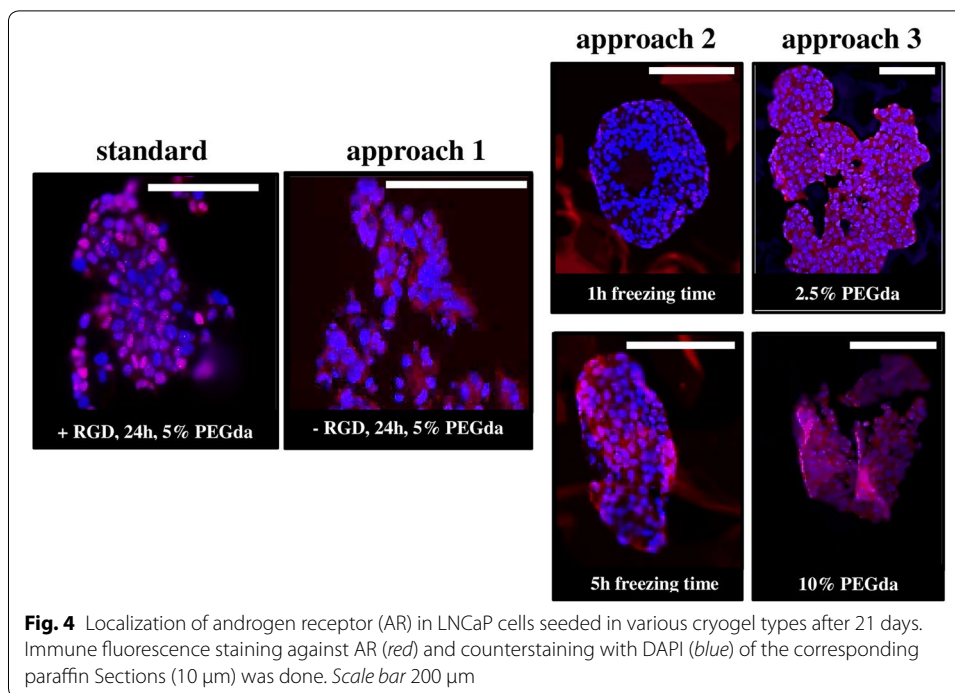 approach 2
approach 3
standard
approach 1
1h freezing time
2.5% PEGda
+ RGD, 24h, 5% PEGda
- RGD, 24h, 5% PEGda
5h freezing time
10% PEGda
Fig. 4 Localization of androgen receptor (AR) in LNCaP cells seeded in various cryogel types after 21 days.
Immune fluorescence staining against AR (red) and counterstaining with DAPI (blue) of the corresponding
paraffin Sections (10 μm) was done. Scale bar 200 μm